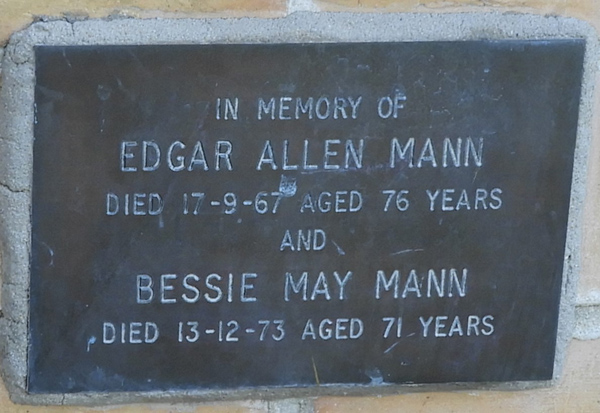 IN MEMORY OF
EDGAR ALLEN MANN
DIED 17-9-67 AGED 76 YEARS
AND
BESSIE MAY MANN
DIED 13-12-73 AGED 71 YEARS